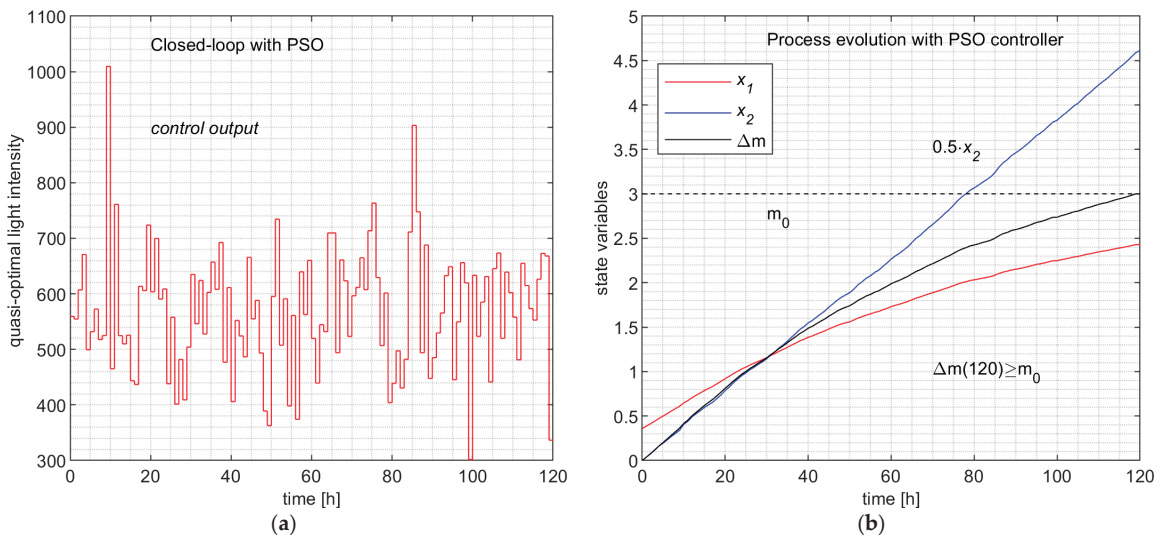 1100
1000
900
800
700
600
500
400
300
quasi-optimal light intensity
Closed-loop with PSO
control output
0 20 40 60 80 100 120
time [h]
(a)
5
4.5
4
3.5
3
2.5
2
1.5
1
0.5
0
state variables
Process evolution with PSO controller
x1
x2
Δm
0.5·x2
m0
Δm(120)≥m0
0 20 40 60 80 100 120
time [h]
(b)